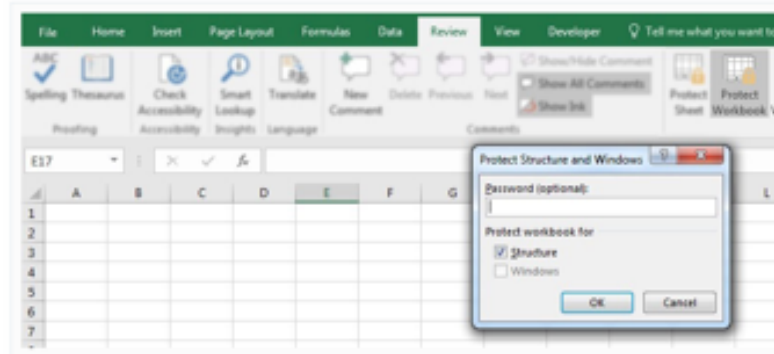 File Home Insert Page Layout Formulas Data Review View Developer Tell me what you want to
ABC
Spelling Thesaurus Check Accessibility Smart Lookup Translate New Comment Delete Previous Next Show/Hide Comment
Show All Comments
Show Ink
Protect Sheet Protect Workbook
Proofing Accessibility Insights Language Comments
E17 fx
Protect Structure and Windows
A B C D E F G L
Password (optional):
Protect workbook for
Structure
Windows
OK Cancel
1
2
3
4
5
6
7